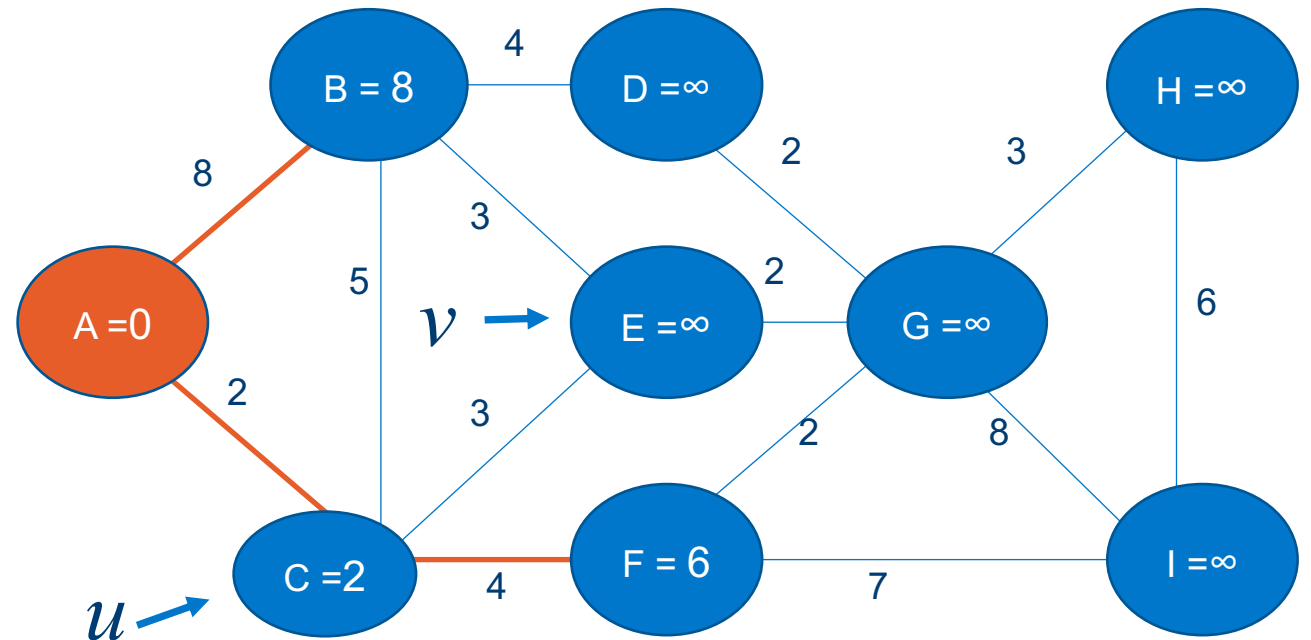 4
B = 8
D =∞
H =∞
8
2
3
3
5
2
6
v
A =0
E =∞
G =∞
2
3
2
8
C =2
F = 6
I =∞
4
7
u